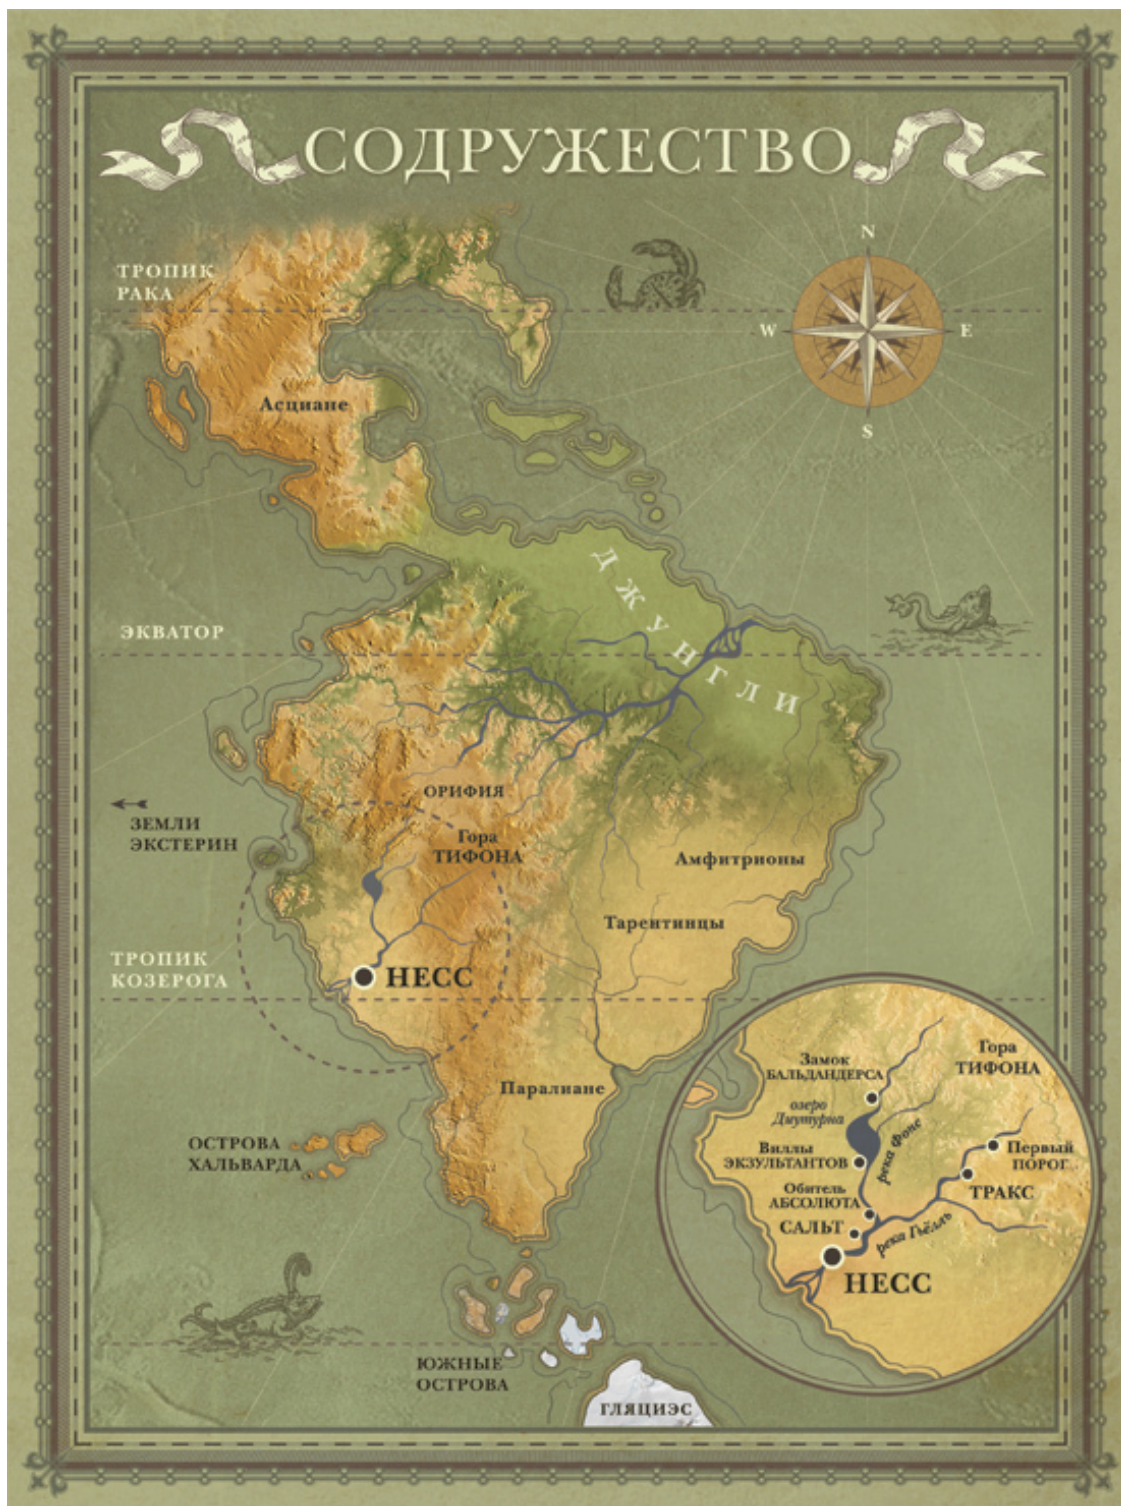 СОДРУЖЕСТВО
ТРОПИК
РАКА
N
W
E
S
Асциане
ДЖУНГЛИ
ЭКВАТОР
ОРИФИЯ
ЗЕМЛИ
ЭКСТЕРИН
Гора
ТИФОНА
Амфитрионы
Тарентинцы
ТРОПИК
КОЗЕРОГА
НЕСС
Паралиане
ОСТРОВА
ХАЛЬВАРДА
ЮЖНЫЕ
ОСТРОВА
ГЛЯЦИЭС
Замок
БАЛЬДАНДЕРСА
Гора
ТИФОНА
озеро
Диутурна
река Фоне
Виллы
ЭКЗУЛЬТАНТОВ
Первый
ПОРОГ
ТРАКС
Обитель
АБСОЛЮТА
САЛЬТ
река Гьёлль
НЕСС